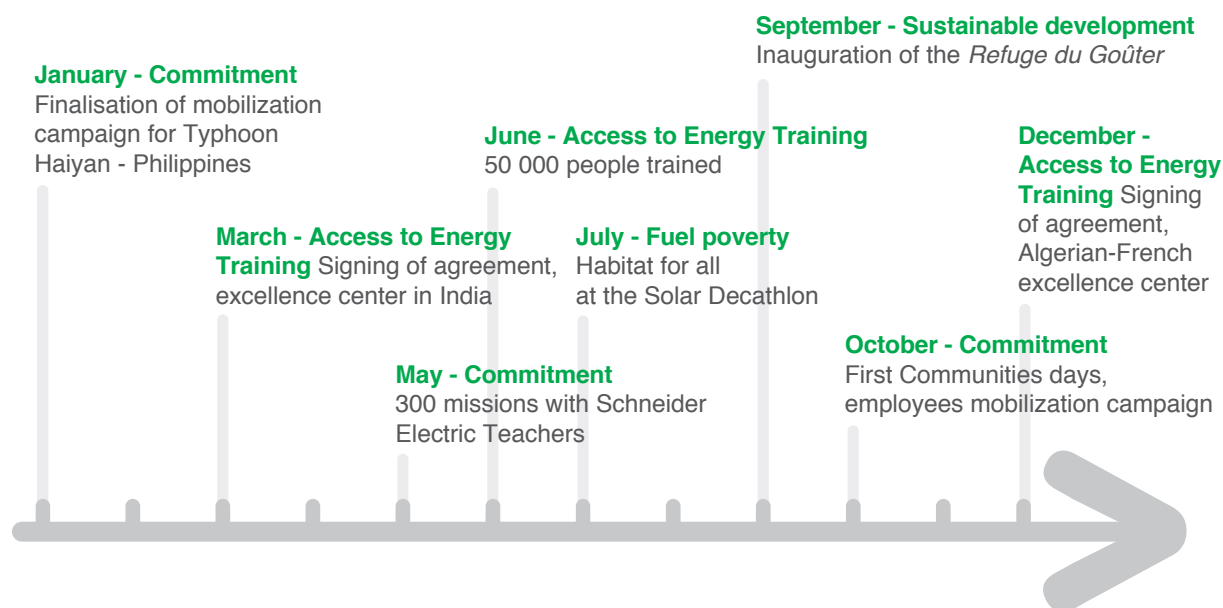 January - Commitment
Finalisation of mobilization
campaign for Typhoon
Haiyan - Philippines
March - Access to Energy
Training Signing of agreement,
excellence center in India
May - Commitment
300 missions with Schneider
Electric Teachers
June - Access to Energy Training
50 000 people trained
July - Fuel poverty
Habitat for all
at the Solar Decathlon
September - Sustainable development
Inauguration of the Refuge du Goûter
October - Commitment
First Communities days,
employees mobilization campaign
December -
Access to Energy
Training Signing
of agreement,
Algerian-French
excellence center